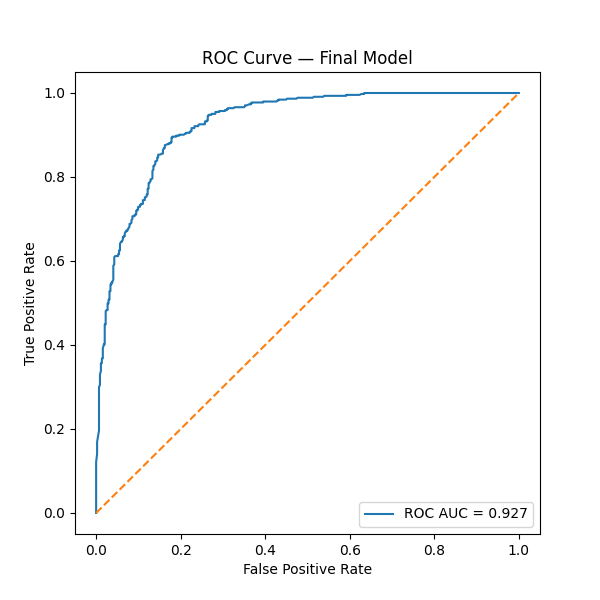 ROC Curve — Final Model
True Positive Rate
1.0
0.8
0.6
0.4
0.2
0.0
ROC AUC = 0.927
0.0 0.2 0.4 0.6 0.8 1.0
False Positive Rate